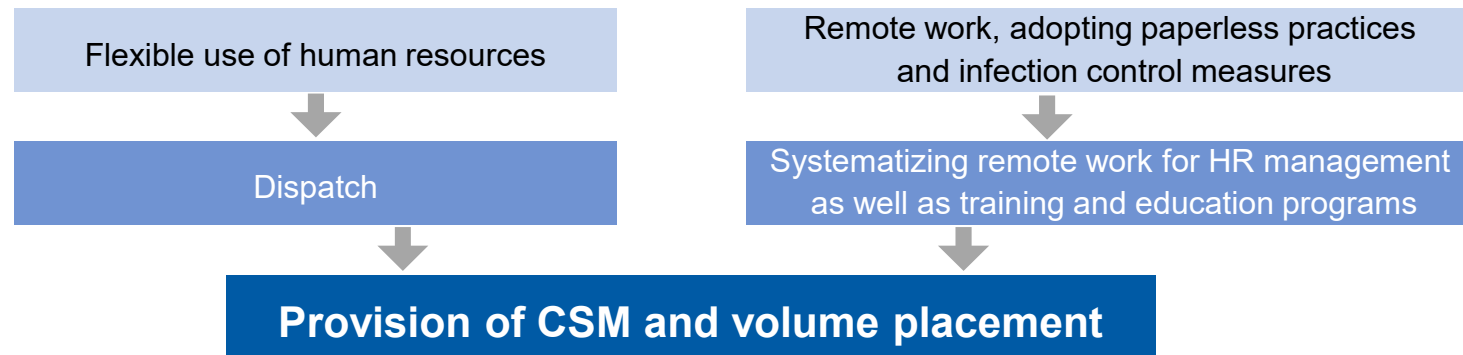 Flexible use of human resources
Remote work, adopting paperless practices
and infection control measures
Dispatch
Systematizing remote work for HR management
as well as training and education programs
Provision of CSM and volume placement